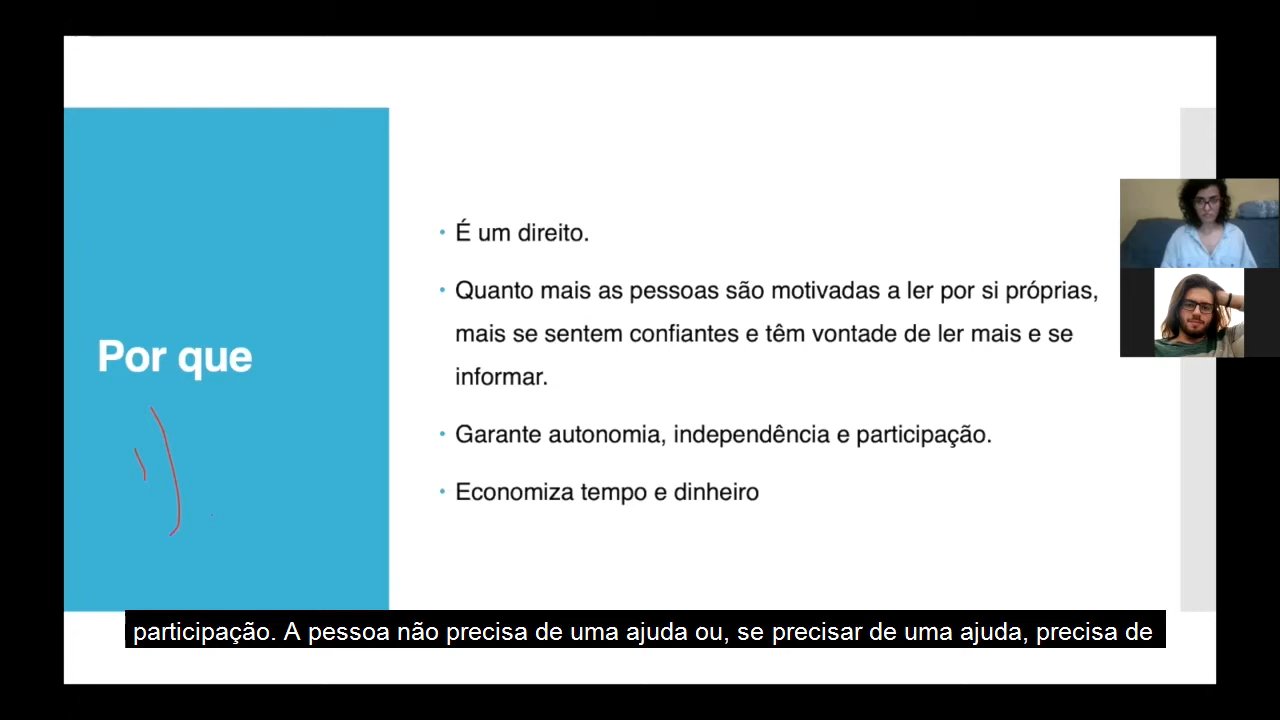 Por que
• É um direito.
• Quanto mais as pessoas são motivadas a ler por si próprias,
mais se sentem confiantes e têm vontade de ler mais e se
informar.
• Garante autonomia, independência e participação.
• Economiza tempo e dinheiro
participação. A pessoa não precisa de uma ajuda ou, se precisar de uma ajuda, precisa de